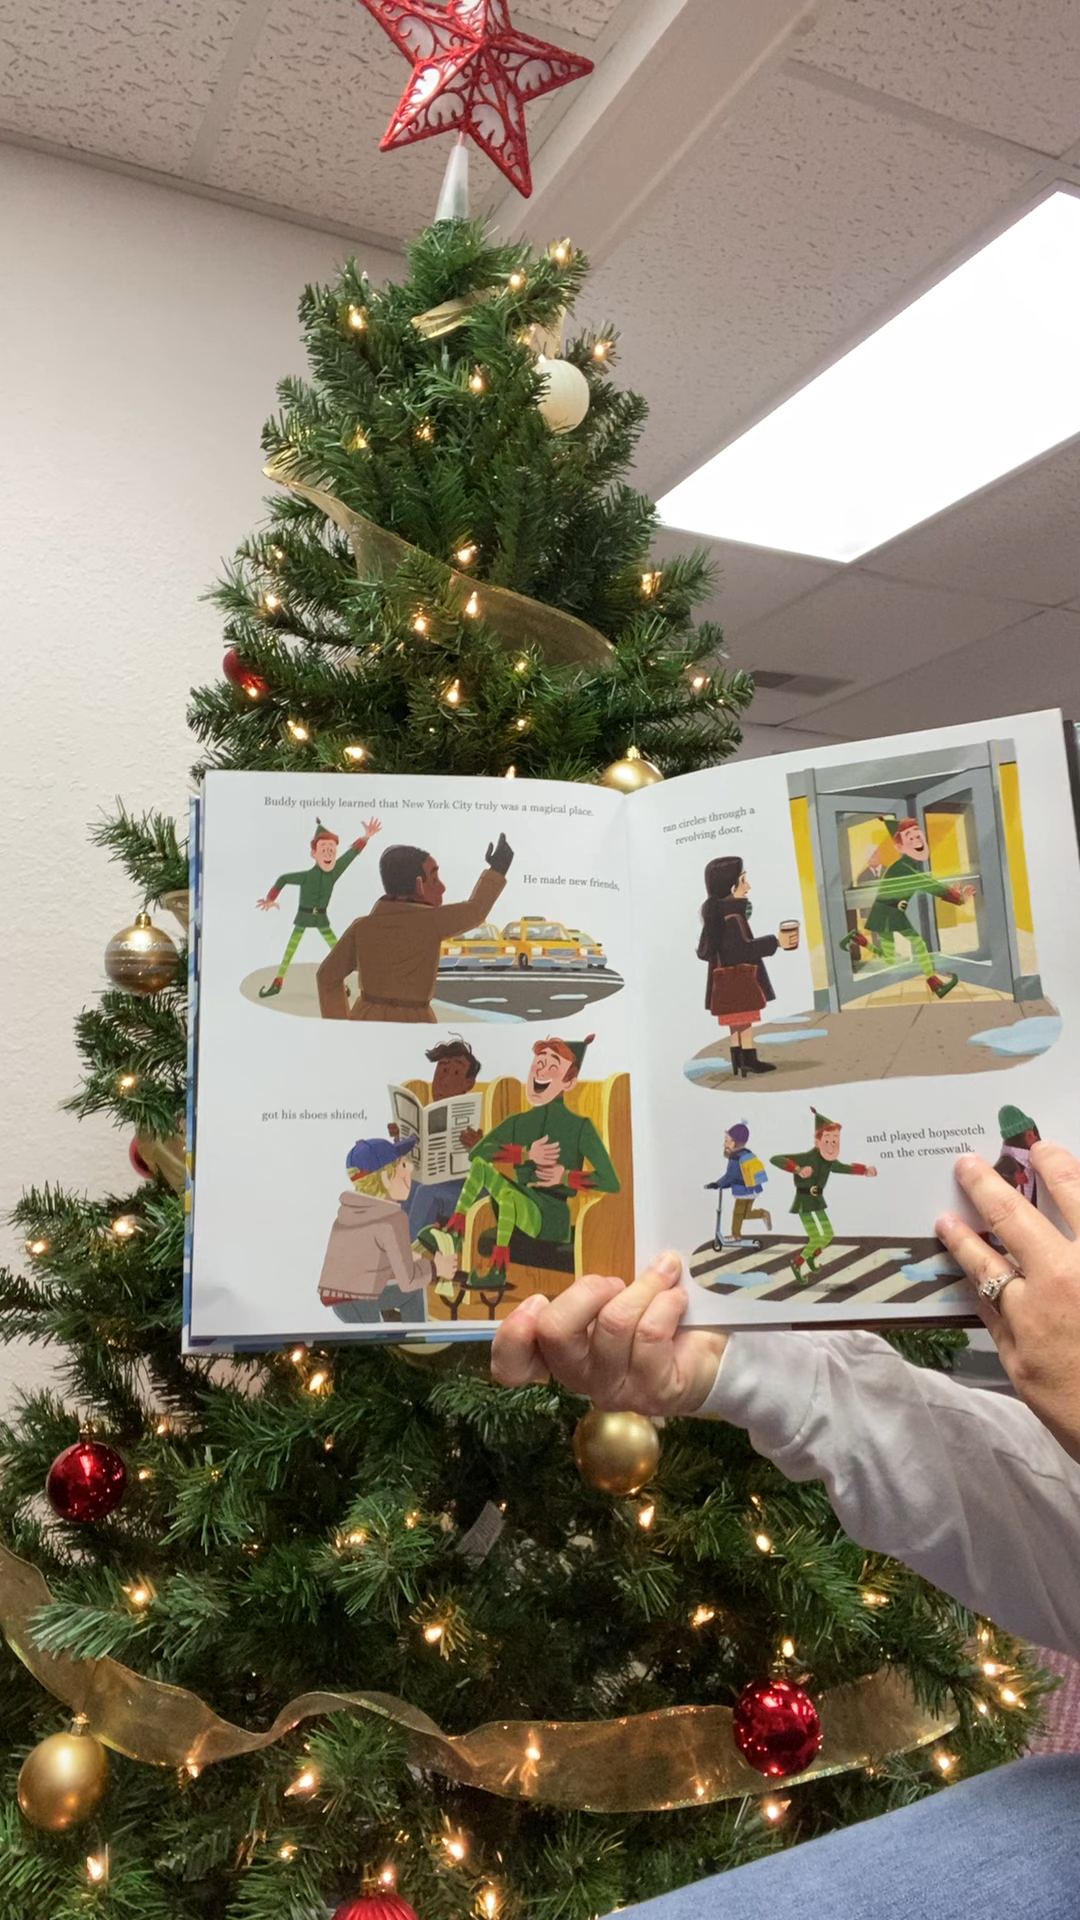 Buddy quickly learned that New York City truly was a magical place.
He made new friends,
got his shoes shined,
ran circles through a
revolving door,
and played hopscotch
on the crosswalk.